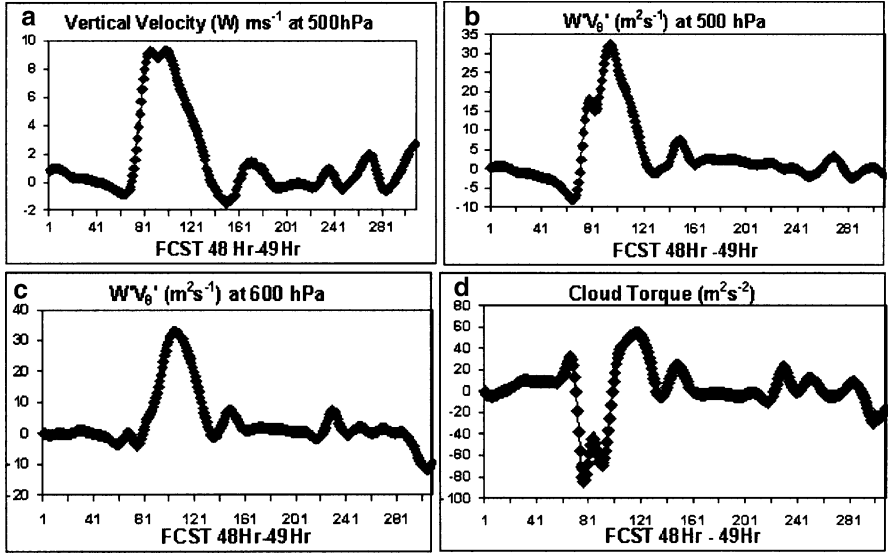 a
Vertical Velocity (W) ms⁻¹ at 500hPa
10
8
6
4
2
0
-2
1 41 81 121 161 201 241 281
FCST 48 Hr-49Hr
b
W'Vθ' (m²s⁻¹) at 500 hPa
35
30
25
20
15
10
5
0
-5
-10
1 41 81 121 161 201 241 281
FCST 48Hr -49Hr
c
W'Vθ' (m²s⁻¹) at 600 hPa
40
30
20
10
0
-10
-20
1 41 81 121 161 201 241 281
FCST 48Hr-49Hr
d
Cloud Torque (m²s⁻²)
80
60
40
20
0
-20
-40
-60
-80
-100
1 41 81 121 161 201 241 281
FCST 48Hr - 49Hr